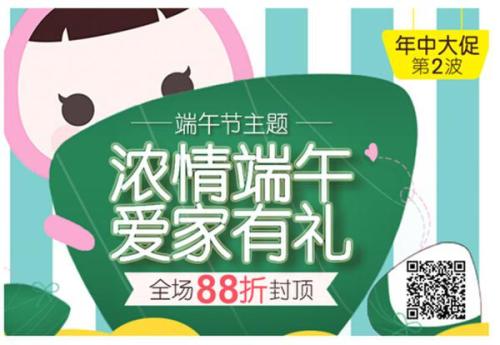 年中大促
第2波
端午节主题
浓情端午
爱家有礼
全场88折封顶